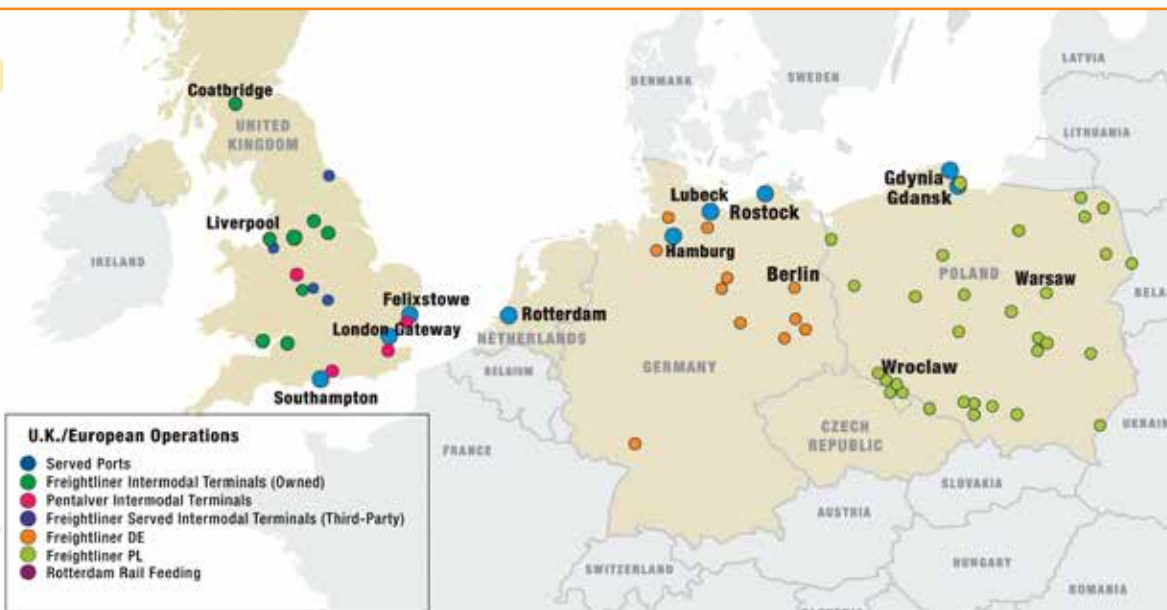 LATVIA
DENMARK
SWEDEN
Coatbridge
UNITED
KINGDOM
LITHUANIA
Gdynia
Gdansk
Lubeck
Rostock
Liverpool
Hamburg
IRELAND
Berlin
POLAND
Warsaw
BELA
Felixstowe
Rotterdam
London Gateway
NETHERLANDS
GERMANY
Wroclaw
BELGIUM
Southampton
CZECH
REPUBLIC
UKRAIN
U.K./European Operations
FRANCE
Served Ports
Freightliner Intermodal Terminals (Owned)
SLOVAKIA
Pentalver Intermodal Terminals
AUSTRIA
Freightliner Served Intermodal Terminals (Third-Party)
Freightliner DE
Freightliner PL
HUNGARY
SWITZERLAND
Rotterdam Rail Feeding
ROMANIA